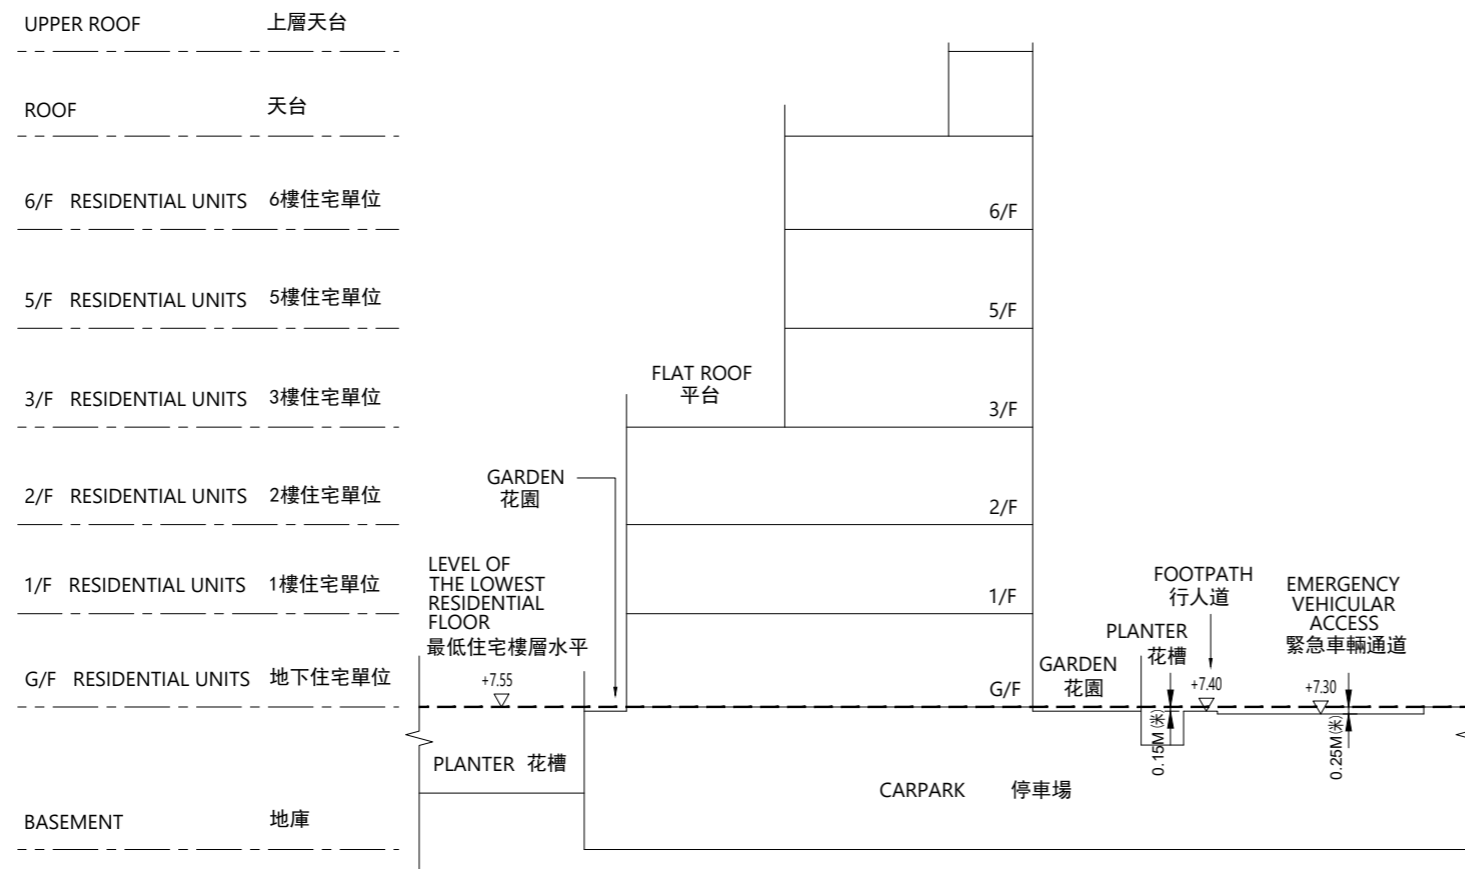 UPPER ROOF 上層天台
ROOF 天台
6/F RESIDENTIAL UNITS 6樓住宅單位
5/F RESIDENTIAL UNITS 5樓住宅單位
3/F RESIDENTIAL UNITS 3樓住宅單位
2/F RESIDENTIAL UNITS 2樓住宅單位
1/F RESIDENTIAL UNITS 1樓住宅單位
G/F RESIDENTIAL UNITS 地下住宅單位
BASEMENT 地庫
6/F
5/F
FLAT ROOF
平台
3/F
GARDEN
花園
2/F
LEVEL OF
THE LOWEST
RESIDENTIAL
FLOOR
最低住宅樓層水平
+7.55
1/F
G/F
PLANTER 花槽
CARPARK 停車場
GARDEN
花園
PLANTER
花槽
0.15M (米)
FOOTPATH
行人道
+7.40
EMERGENCY
VEHICULAR
ACCESS
緊急車輛通道
+7.30
0.25M (米)